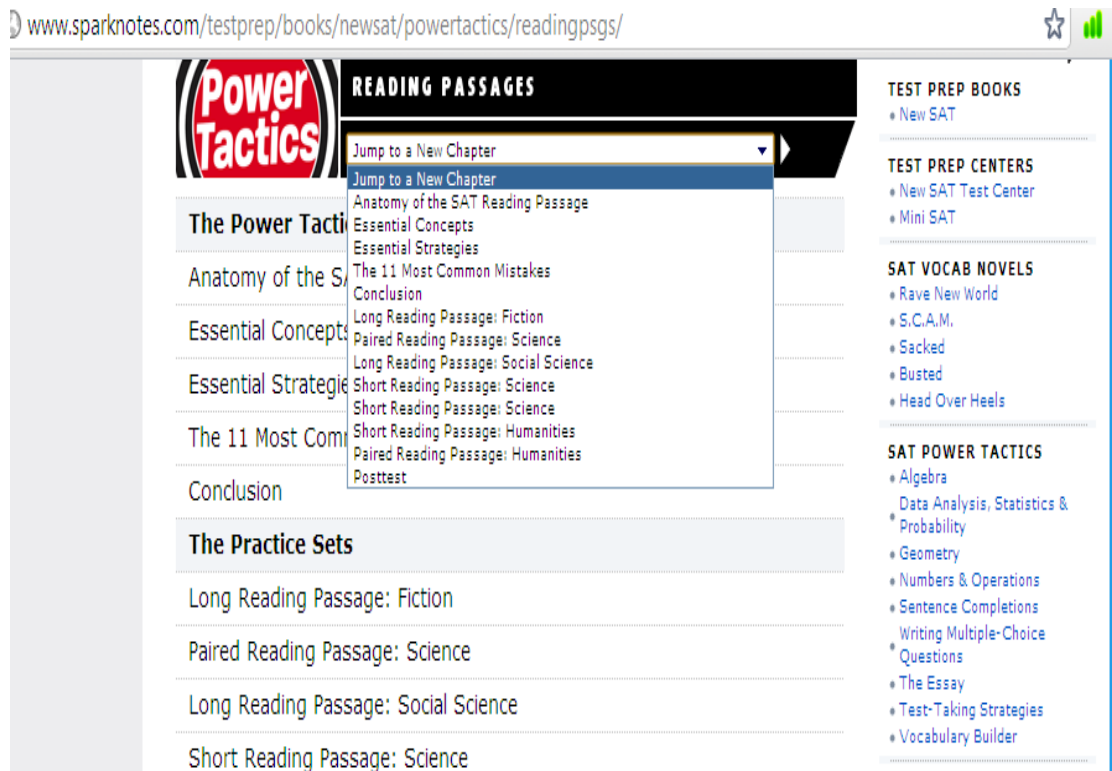 www.sparknotes.com/testprep/books/newsat/powertactics/readingpsgs/
Power
Tactics
READING PASSAGES
Jump to a New Chapter
Jump to a New Chapter
Anatomy of the SAT Reading Passage
Essential Concepts
Essential Strategies
The 11 Most Common Mistakes
Conclusion
Long Reading Passage: Fiction
Paired Reading Passage: Science
Long Reading Passage: Social Science
Short Reading Passage: Science
Short Reading Passage: Science
Short Reading Passage: Humanities
Paired Reading Passage: Humanities
Posttest
The Power
Anatomy of the
Essential
Essential
The 11 Most
Conclusion
The Practice Sets
Long Reading Passage: Fiction
Paired Reading Passage: Science
Long Reading Passage: Social Science
Short Reading Passage: Science
TEST PREP BOOKS
New SAT
TEST PREP CENTERS
New SAT Test Center
Mini SAT
SAT VOCAB NOVELS
Rave New World
S.C.A.M.
Sacked
Busted
Head Over Heels
SAT POWER TACTICS
Algebra
Data Analysis, Statistics &
Probability
Geometry
Numbers & Operations
Sentence Completions
Writing Multiple-Choice
Questions
The Essay
Test-Taking Strategies
Vocabulary Builder